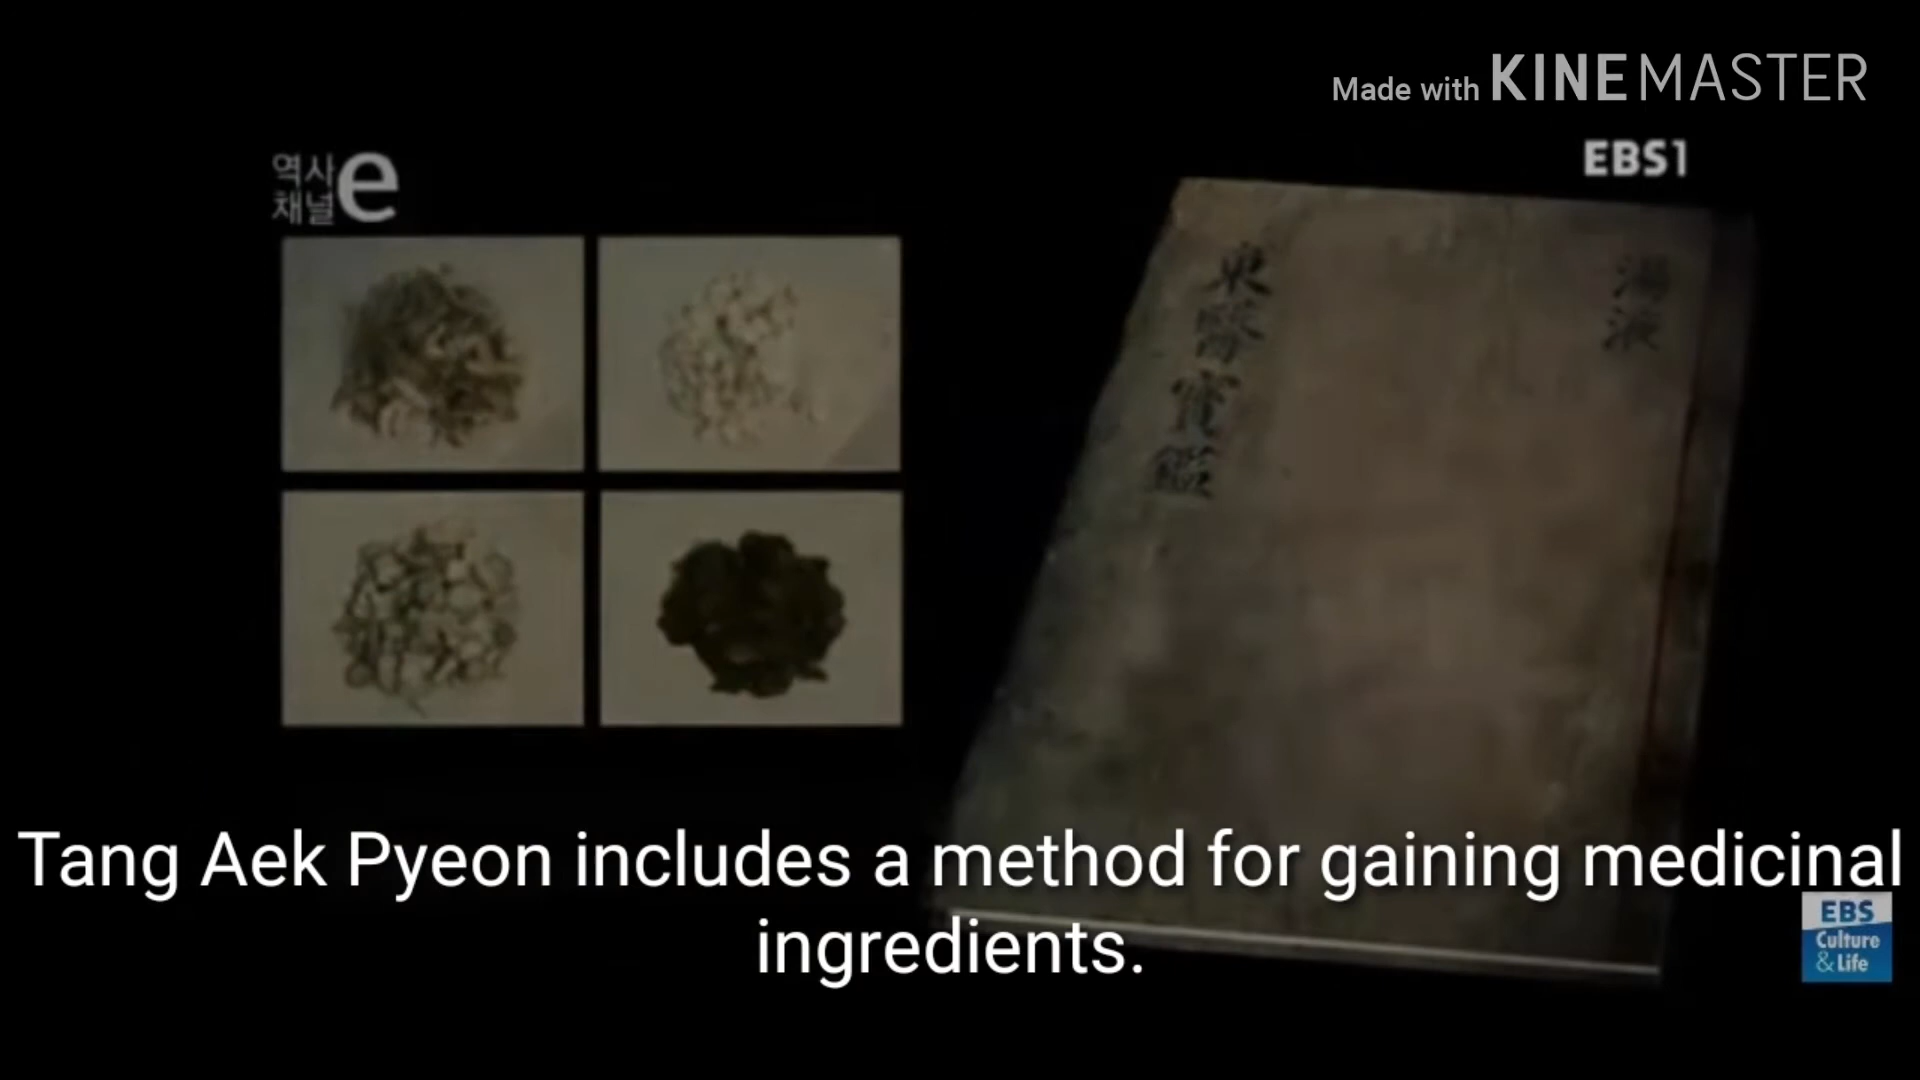 Made with KINEMASTER
역사
채널 e
EBS1
東醫寶鑑
湯液
Tang Aek Pyeon includes a method for gaining medicinal
ingredients.
EBS
Culture
& Life